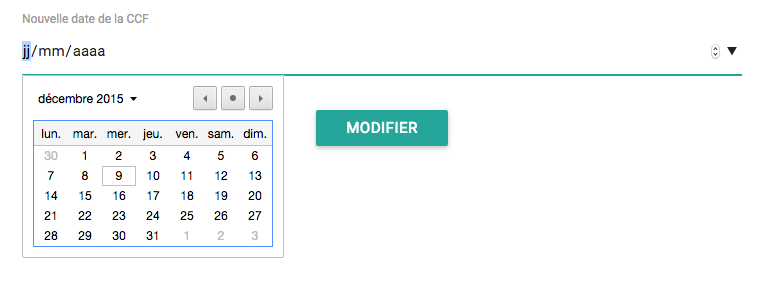 Nouvelle date de la CCF
jj/mm/aaaa
décembre 2015
MODIFIER
lun. mar. mer. jeu. ven. sam. dim.
30 1 2 3 4 5 6
7 8 9 10 11 12 13
14 15 16 17 18 19 20
21 22 23 24 25 26 27
28 29 30 31 1 2 3